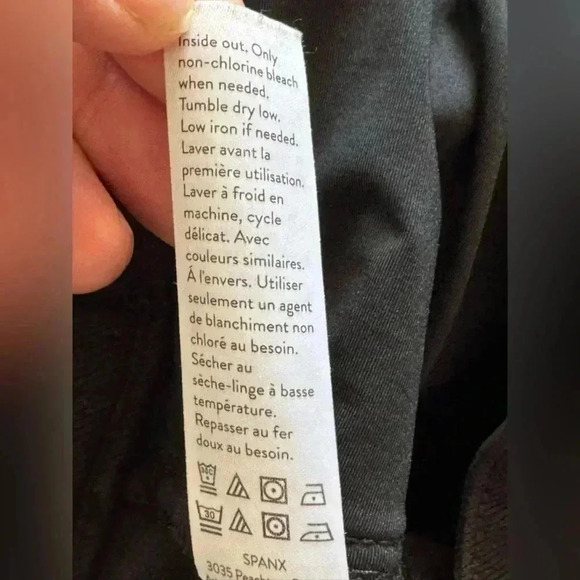 Inside out. Only
non-chlorine bleach
when needed.
Tumble dry low.
Low iron if needed.
Laver avant la
première utilisation.
Laver à froid en
machine, cycle
délicat. Avec
couleurs similaires.
Á l'envers. Utiliser
seulement un agent
de blanchiment non
chloré au besoin.
Sécher au
sèche-linge à basse
température.
Repasser au fer
doux au besoin.
30
SPANX
3035